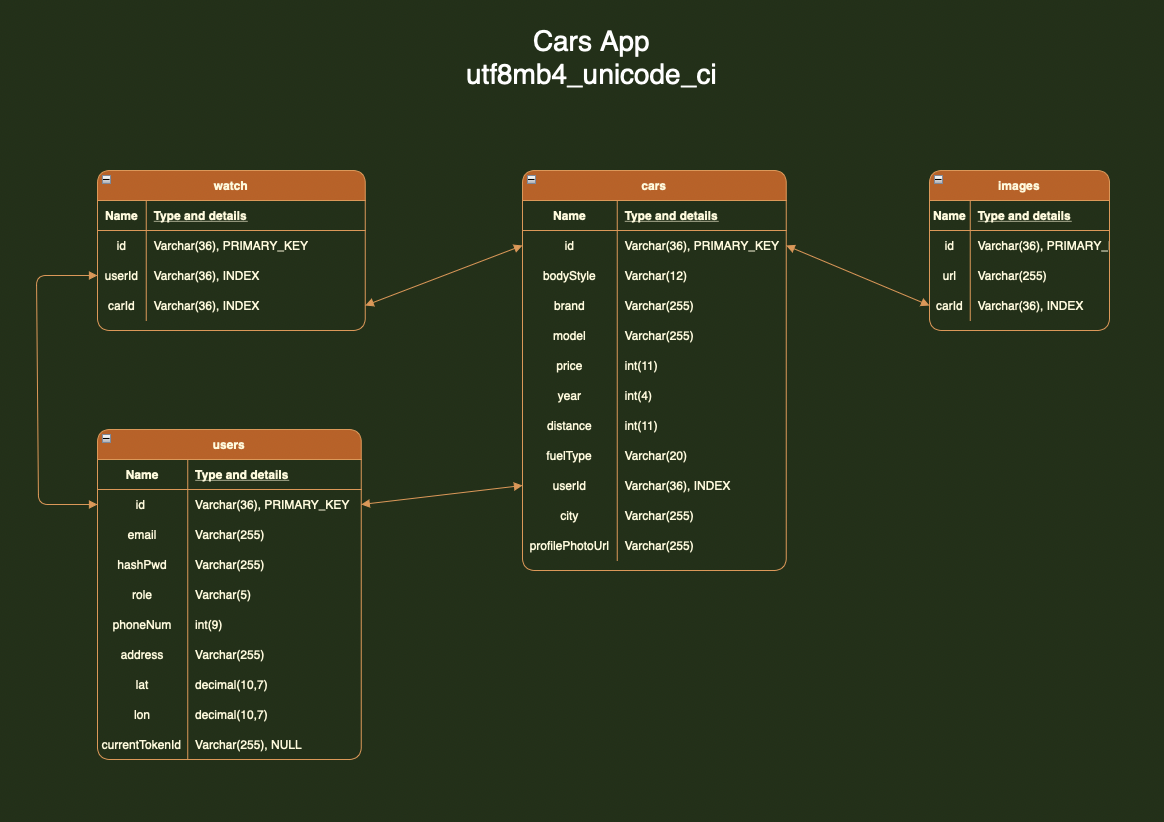 Cars App
utf8mb4_unicode_ci
watch
Name Type and details
id Varchar(36), PRIMARY_KEY
userId Varchar(36), INDEX
carId Varchar(36), INDEX
cars
Name Type and details
id Varchar(36), PRIMARY_KEY
bodyStyle Varchar(12)
brand Varchar(255)
model Varchar(255)
price int(11)
year int(4)
distance int(11)
fuelType Varchar(20)
userId Varchar(36), INDEX
city Varchar(255)
profilePhotoUrl Varchar(255)
images
Name Type and details
id Varchar(36), PRIMARY_
url Varchar(255)
carId Varchar(36), INDEX
users
Name Type and details
id Varchar(36), PRIMARY_KEY
email Varchar(255)
hashPwd Varchar(255)
role Varchar(5)
phoneNum int(9)
address Varchar(255)
lat decimal(10,7)
lon decimal(10,7)
currentTokenId Varchar(255), NULL